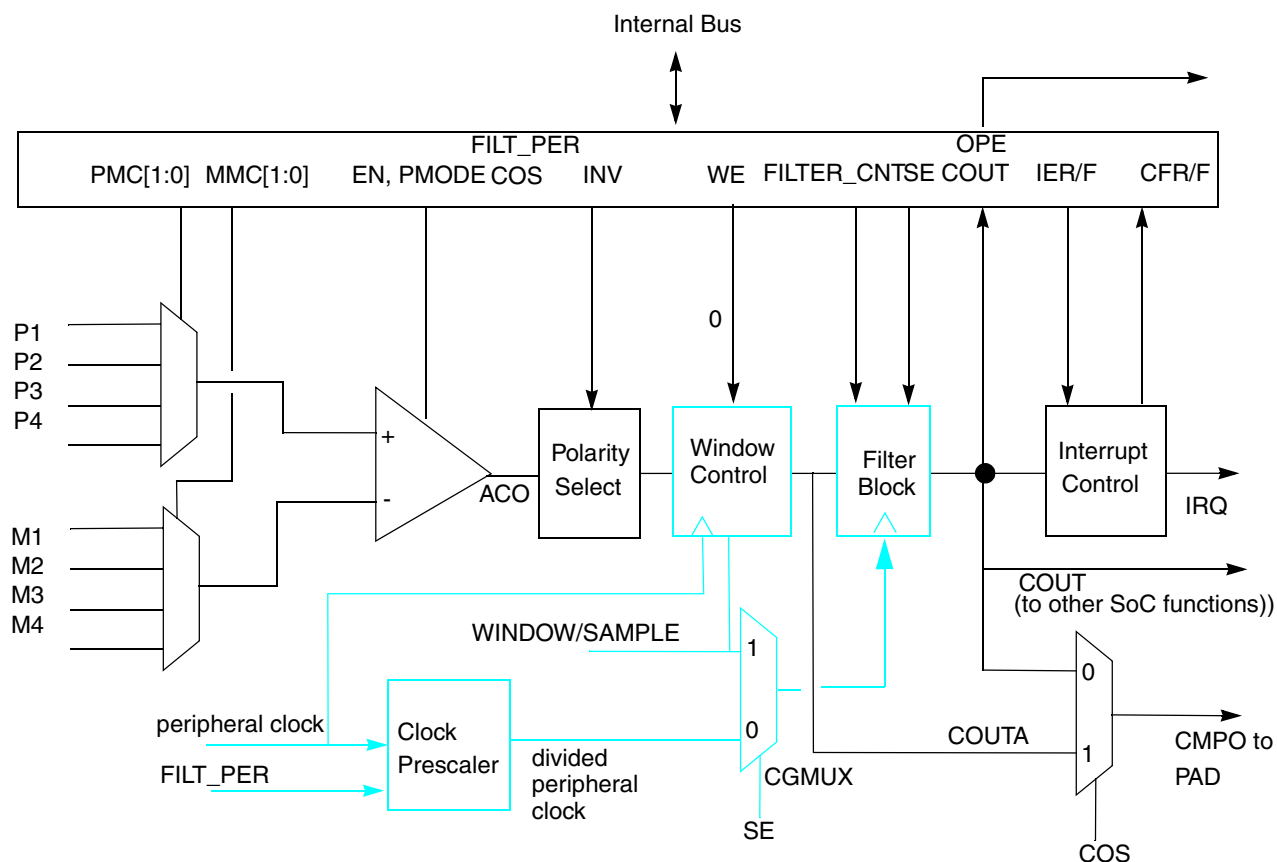 Internal Bus
FILT_PER
OPE
PMC[1:0] MMC[1:0] EN, PMODE COS INV WE FILTER_CNT SE COUT IER/F CFR/F
0
P1
P2
P3
P4
+
-
ACO
Polarity
Select
Window
Control
Filter
Block
Interrupt
Control
IRQ
M1
M2
M3
M4
COUT
(to other SoC functions))
WINDOW/SAMPLE
1
0
CGMUX
SE
peripheral clock
FILT_PER
Clock
Prescaler
divided
peripheral
clock
COUTA
0
1
CMPO to
PAD
COS